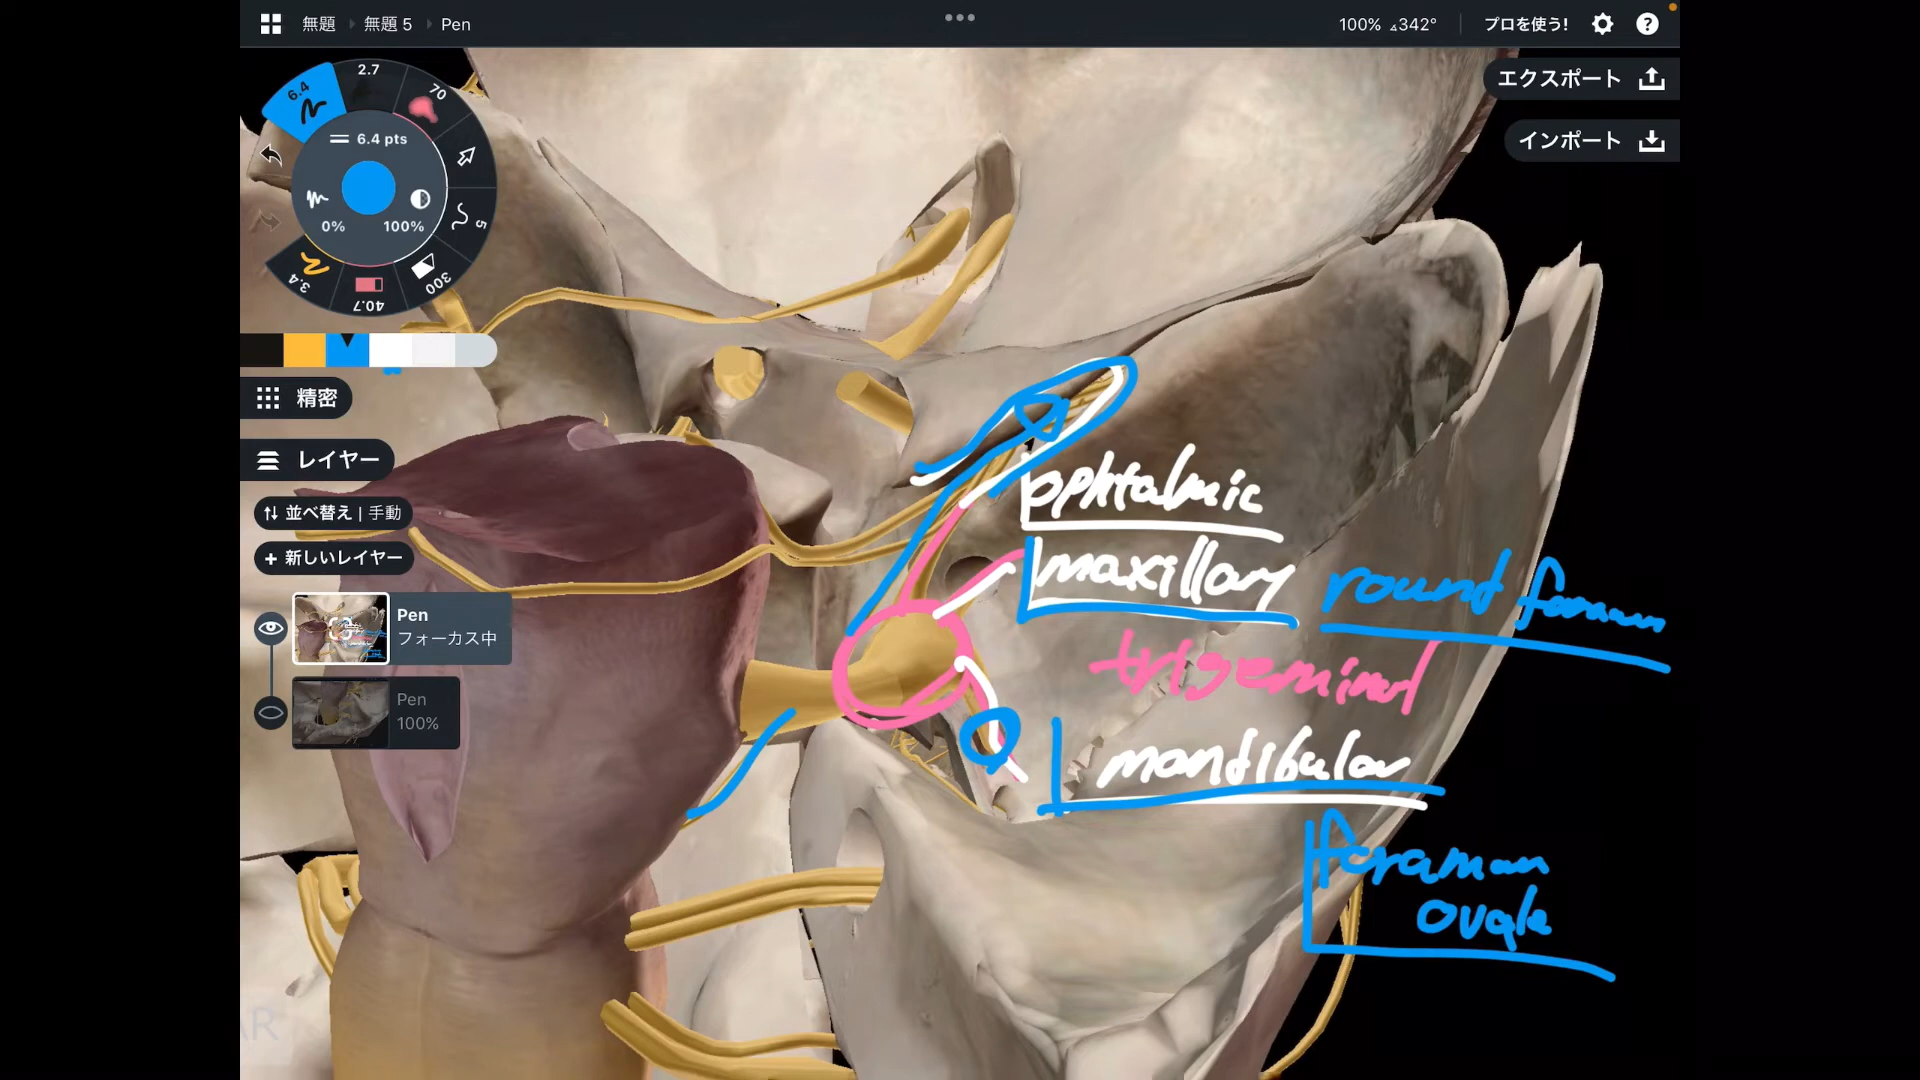 無題 無題 5 Pen
100% 342°
プロを使う!
エクスポート
インポート
6.4
2.7
70
5
300
40.7
3.4
6.4 pts
0% 100%
精密
レイヤー
並べ替え | 手動
+ 新しいレイヤー
Pen
フォーカス中
Pen
100%
ophtalmic
maxillary
round foramen
trigeminal
mandibular
foraman
ovale
AR